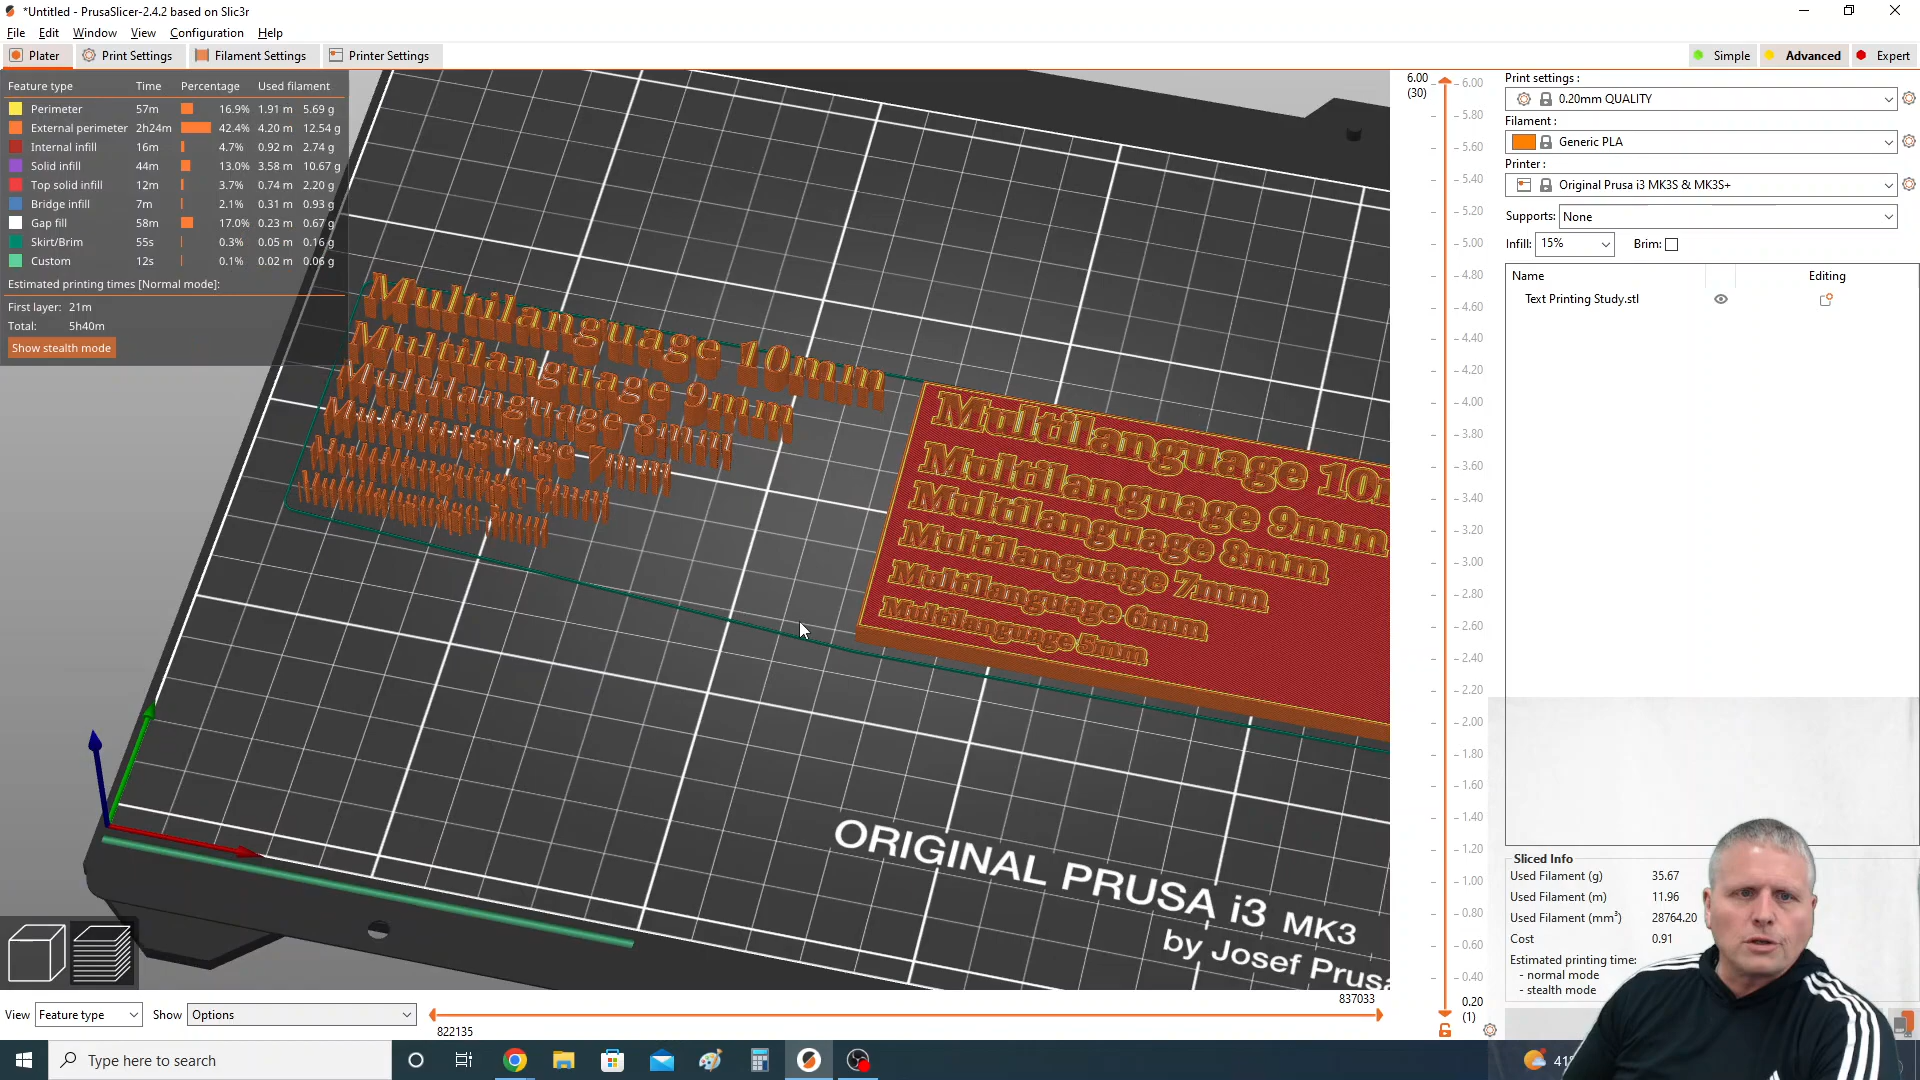 *Untitled - PrusaSlicer-2.4.2 based on Slic3r
File Edit Window View Configuration Help
Plater Print Settings Filament Settings Printer Settings Simple Advanced Expert
Feature type Time Percentage Used filament
Perimeter 57m 16.9% 1.91 m 5.69 g
External perimeter 2h24m 42.4% 4.20 m 12.54 g
Internal infill 16m 4.7% 0.92 m 2.74 g
Solid infill 44m 13.0% 3.58 m 10.67 g
Top solid infill 12m 3.7% 0.74 m 2.20 g
Bridge infill 7m 2.1% 0.31 m 0.93 g
Gap fill 58m 17.0% 0.23 m 0.67 g
Skirt/Brim 55s 0.3% 0.05 m 0.16 g
Custom 12s 0.1% 0.02 m 0.06 g
Estimated printing times [Normal mode]:
First layer: 21m
Total: 5h40m
Show stealth mode
Multilanguage 10mm
Multilanguage 9mm
Multilanguage 8mm
Multilanguage 7mm
Multilanguage 6mm
Multilanguage 5mm
Multilanguage 10m
Multilanguage 9mm
Multilanguage 8mm
Multilanguage 7mm
Multilanguage 6mm
Multilanguage 5mm
ORIGINAL PRUSA i3 MK3
by Josef Prusa
6.00
(30)
6.00
5.80
5.60
5.40
5.20
5.00
4.80
4.60
4.40
4.20
4.00
3.80
3.60
3.40
3.20
3.00
2.80
2.60
2.40
2.20
2.00
1.80
1.60
1.40
1.20
1.00
0.80
0.60
0.40
0.20
(1)
Print settings :
0.20mm QUALITY
Filament :
Generic PLA
Printer :
Original Prusa i3 MK3S & MK3S+
Supports: None
Infill: 15% Brim:
Name Editing
Text Printing Study.stl
Sliced Info
Used Filament (g) 35.67
Used Filament (m) 11.96
Used Filament (mm³) 28764.20
Cost 0.91
Estimated printing time:
- normal mode
- stealth mode
837033
View Feature type Show Options
822135
Type here to search
41°